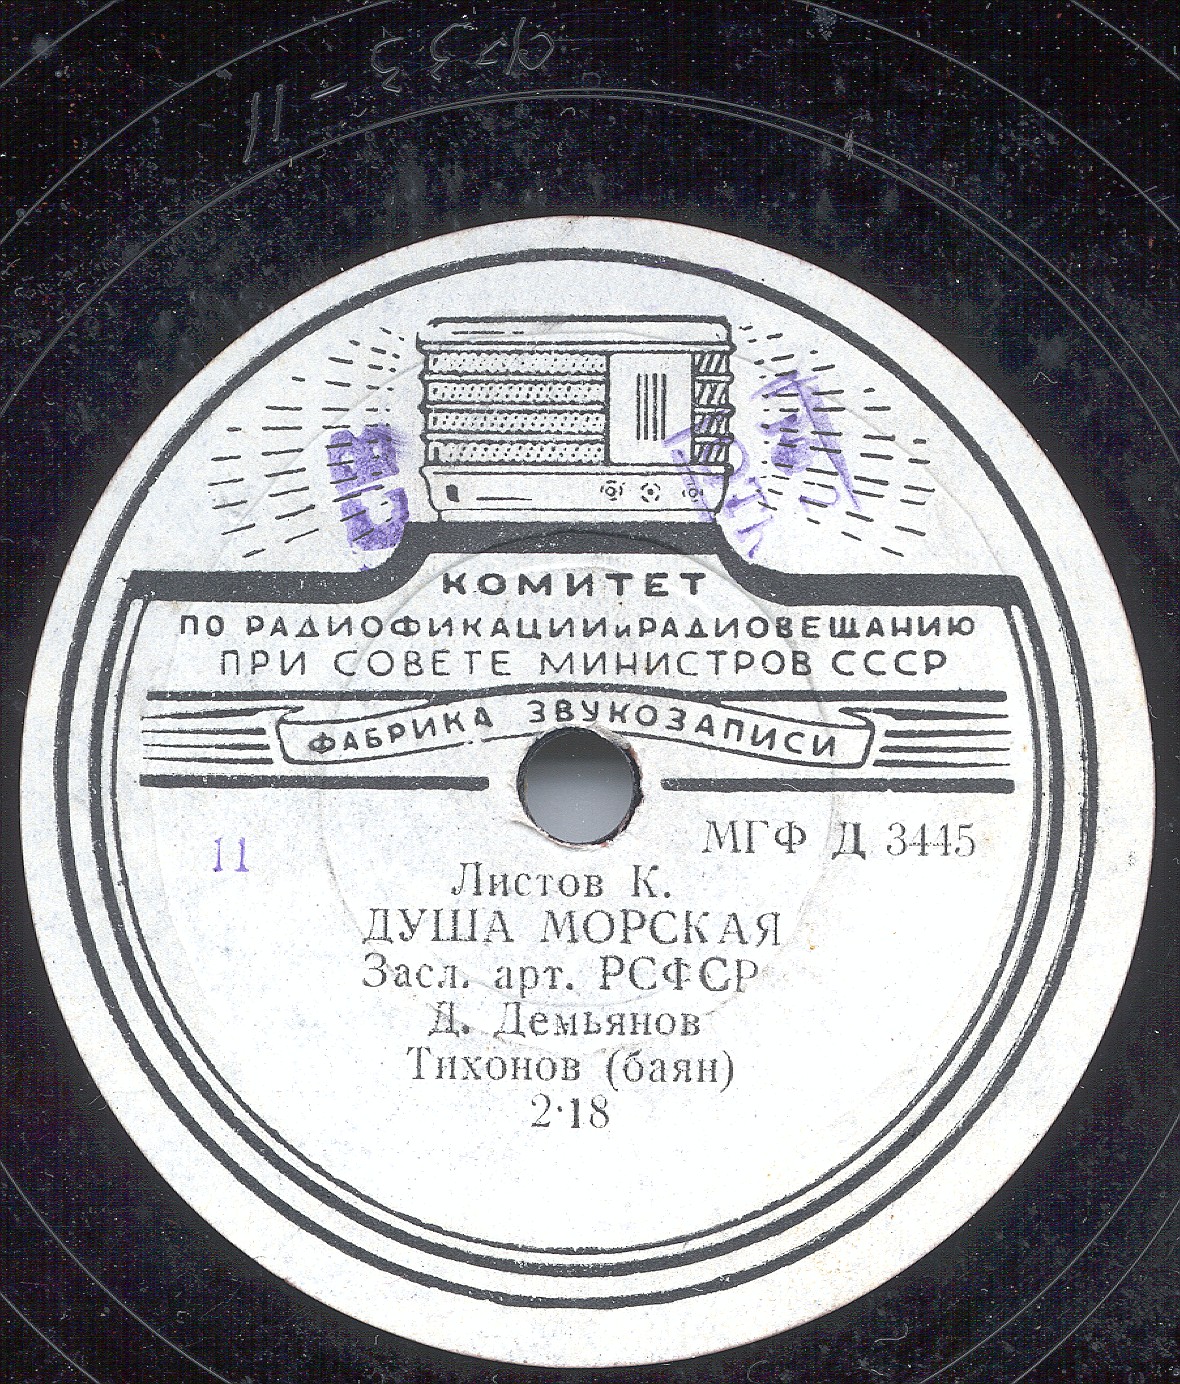 КОМИТЕТ
ПО РАДИОФИКАЦИИ и РАДИОВЕЩАНИЮ
ПРИ СОВЕТЕ МИНИСТРОВ СССР
ФАБРИКА ЗВУКОЗАПИСИ
МГФ Д 3445
11
Листов К.
ДУША МОРСКАЯ
Засл. арт. РСФСР
Д. Демьянов
Тихонов (баян)
2·18